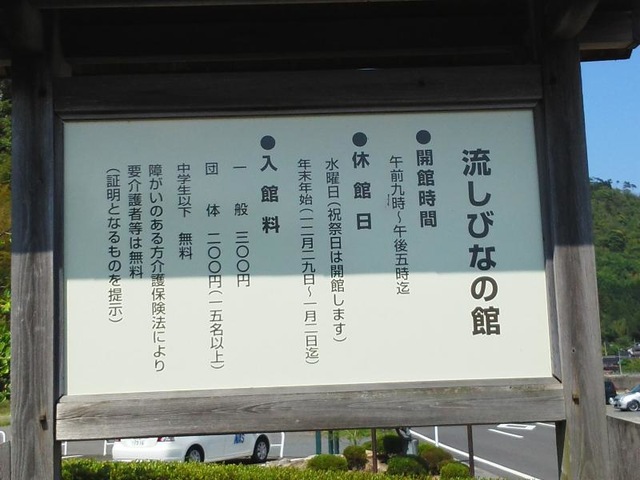 流しびなの館
●開館時間
午前九時～午後五時迄
●休館日
水曜日(祝祭日は開館します)
年末年始(一二月二九日～一月二日迄)
●入館料
一般 三〇〇円
団体 二〇〇円(一五名以上)
中学生以下 無料
障がいのある方介護保険法により
要介護者等は無料
(証明となるものを提示)